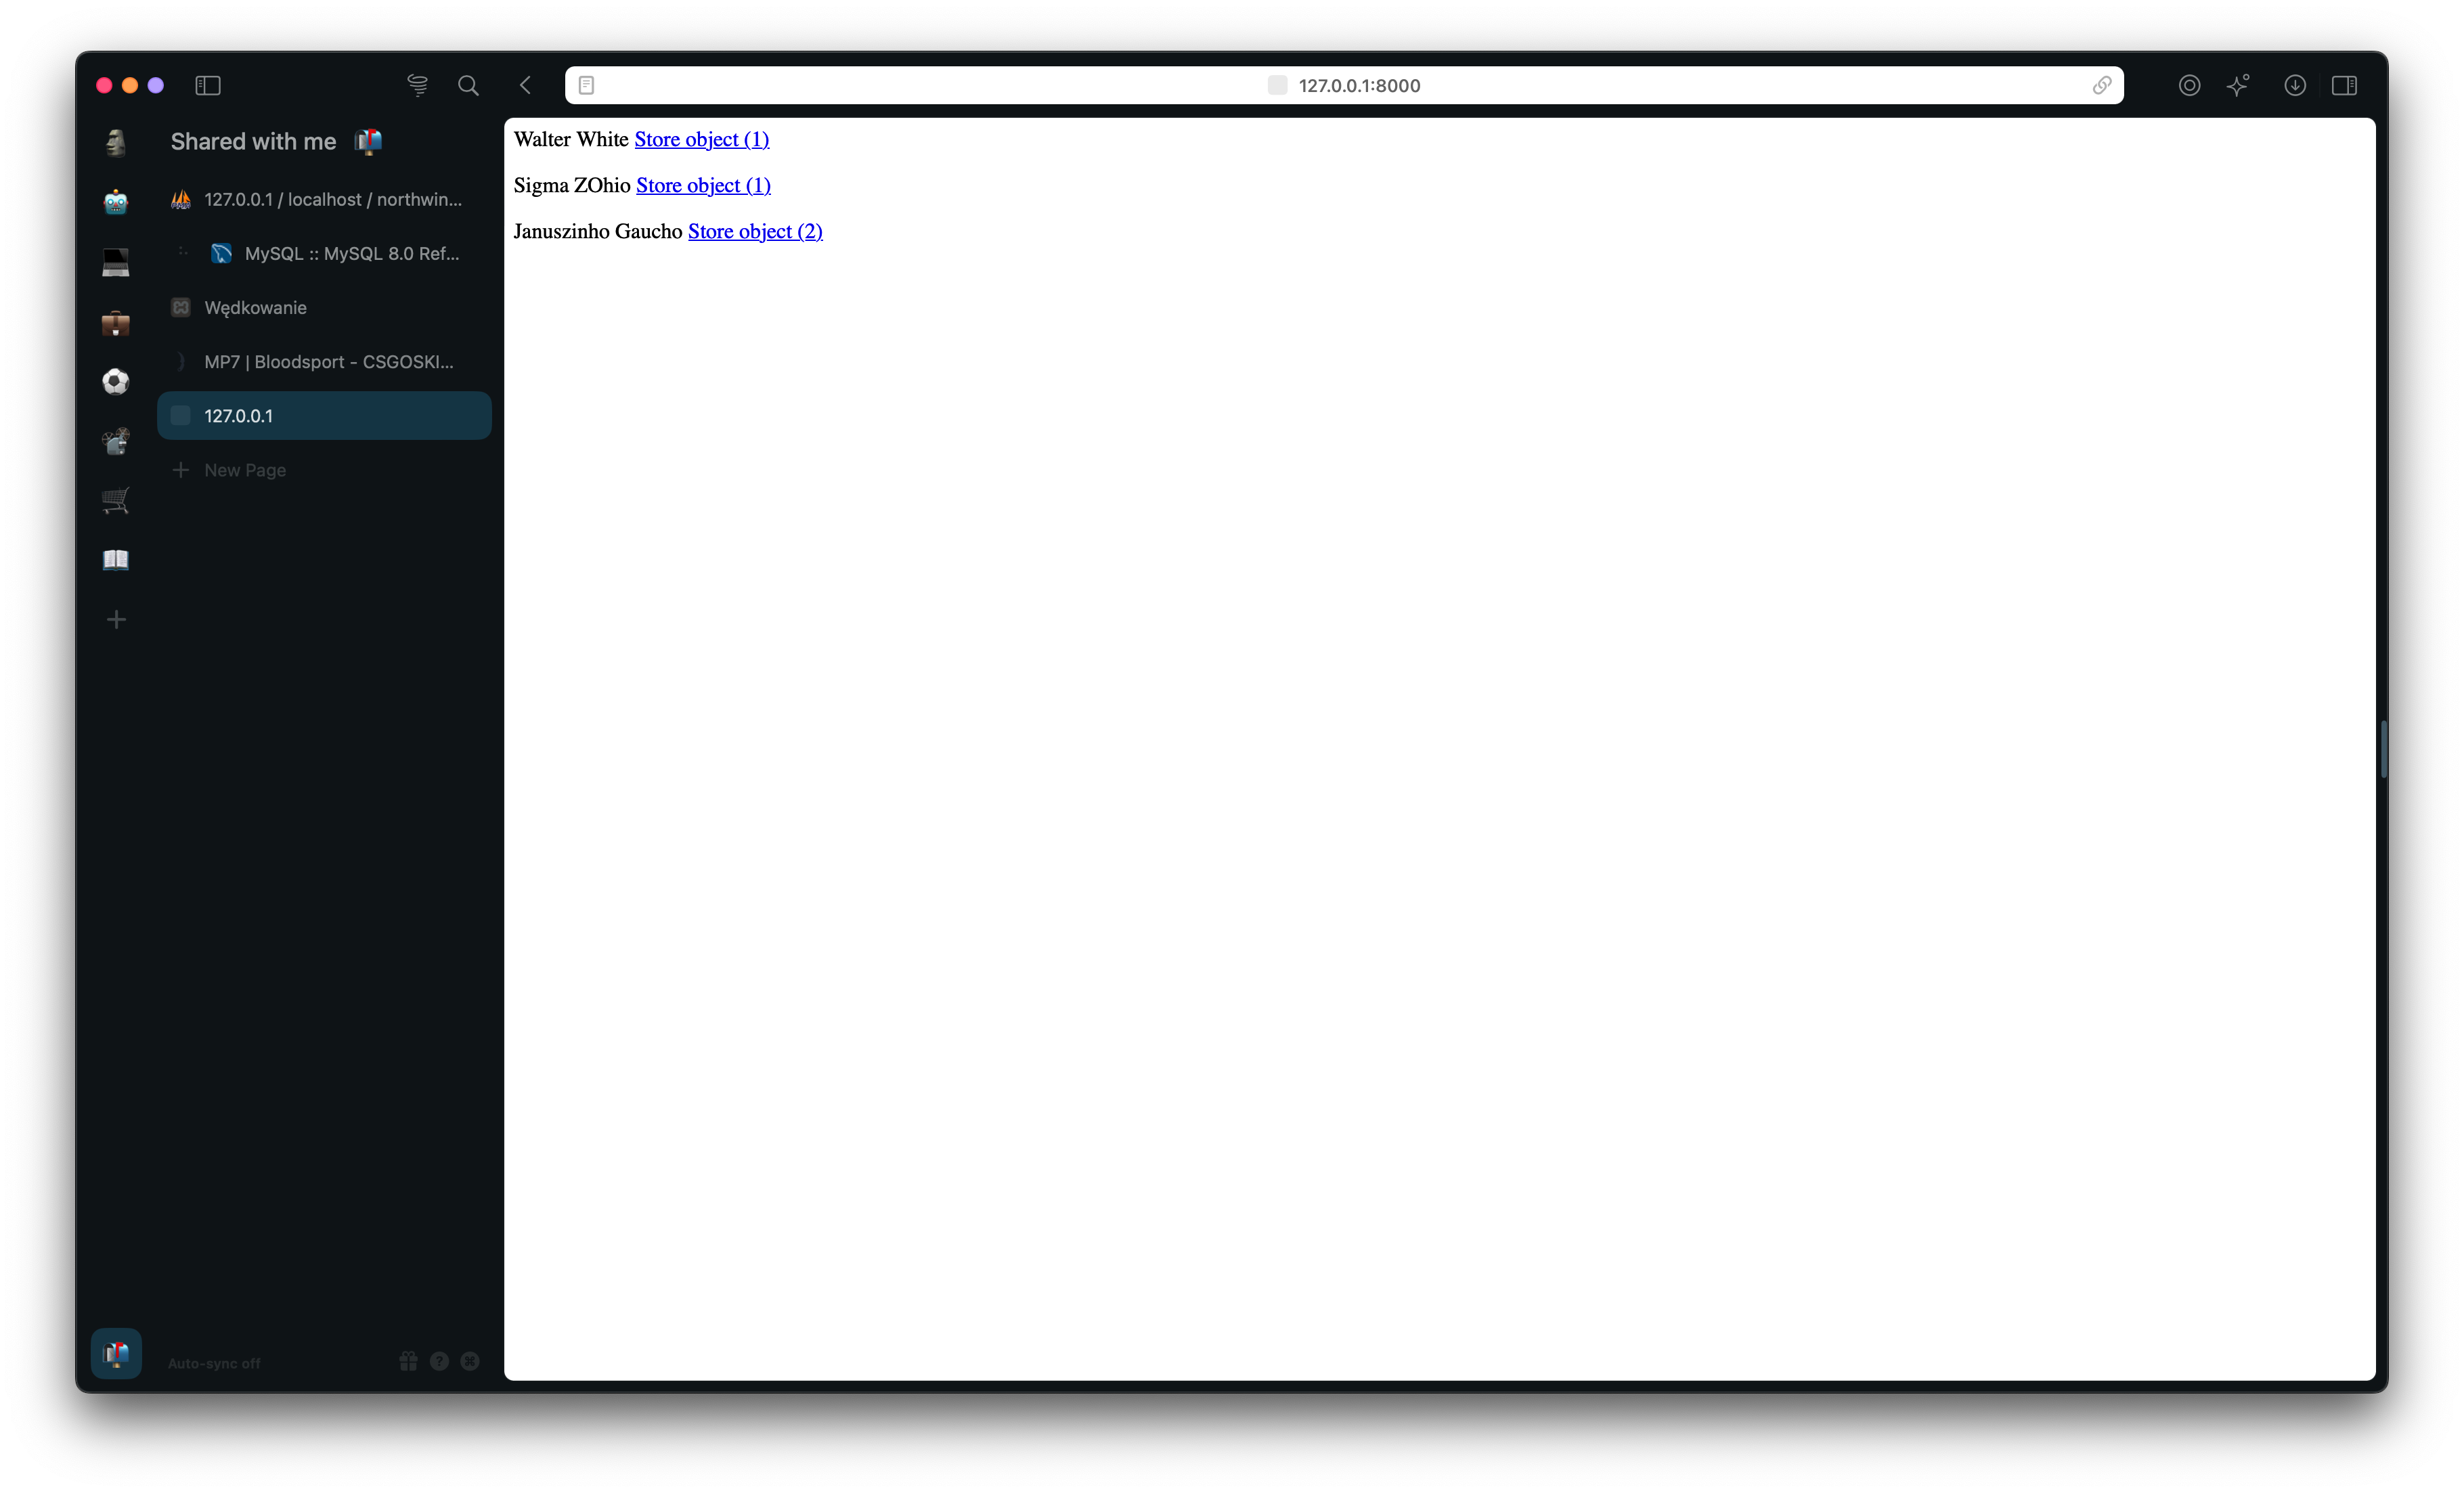 127.0.0.1:8000
Shared with me
127.0.0.1 / localhost / northwin...
MySQL :: MySQL 8.0 Ref...
Wędkowanie
MP7 | Bloodsport - CSGOSKI...
127.0.0.1
New Page
Auto-sync off
Walter White Store object (1)
Sigma ZOhio Store object (1)
Januszinho Gaucho Store object (2)